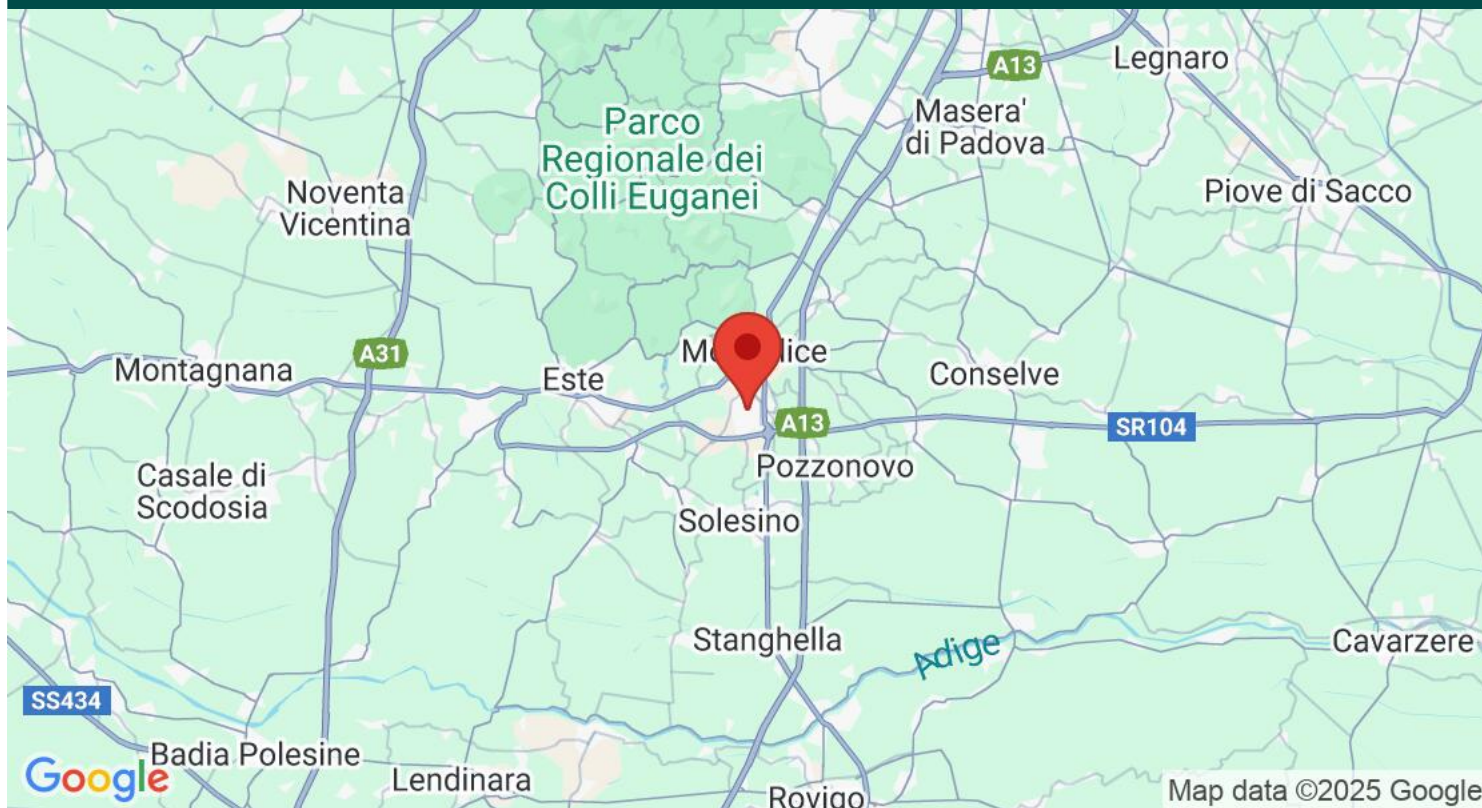 A13
Legnaro
Masera'
di Padova
Parco
Regionale dei
Colli Euganei
Noventa
Vicentina
Piove di Sacco
A31
Montagnana
Este
Conselve
A13
SR104
Pozzonovo
Casale di
Scodosia
Solesino
Stanghella
Adige
Cavarzere
SS434
Badia Polesine
Lendinara
Rovigo
Google
Map data ©2025 Google